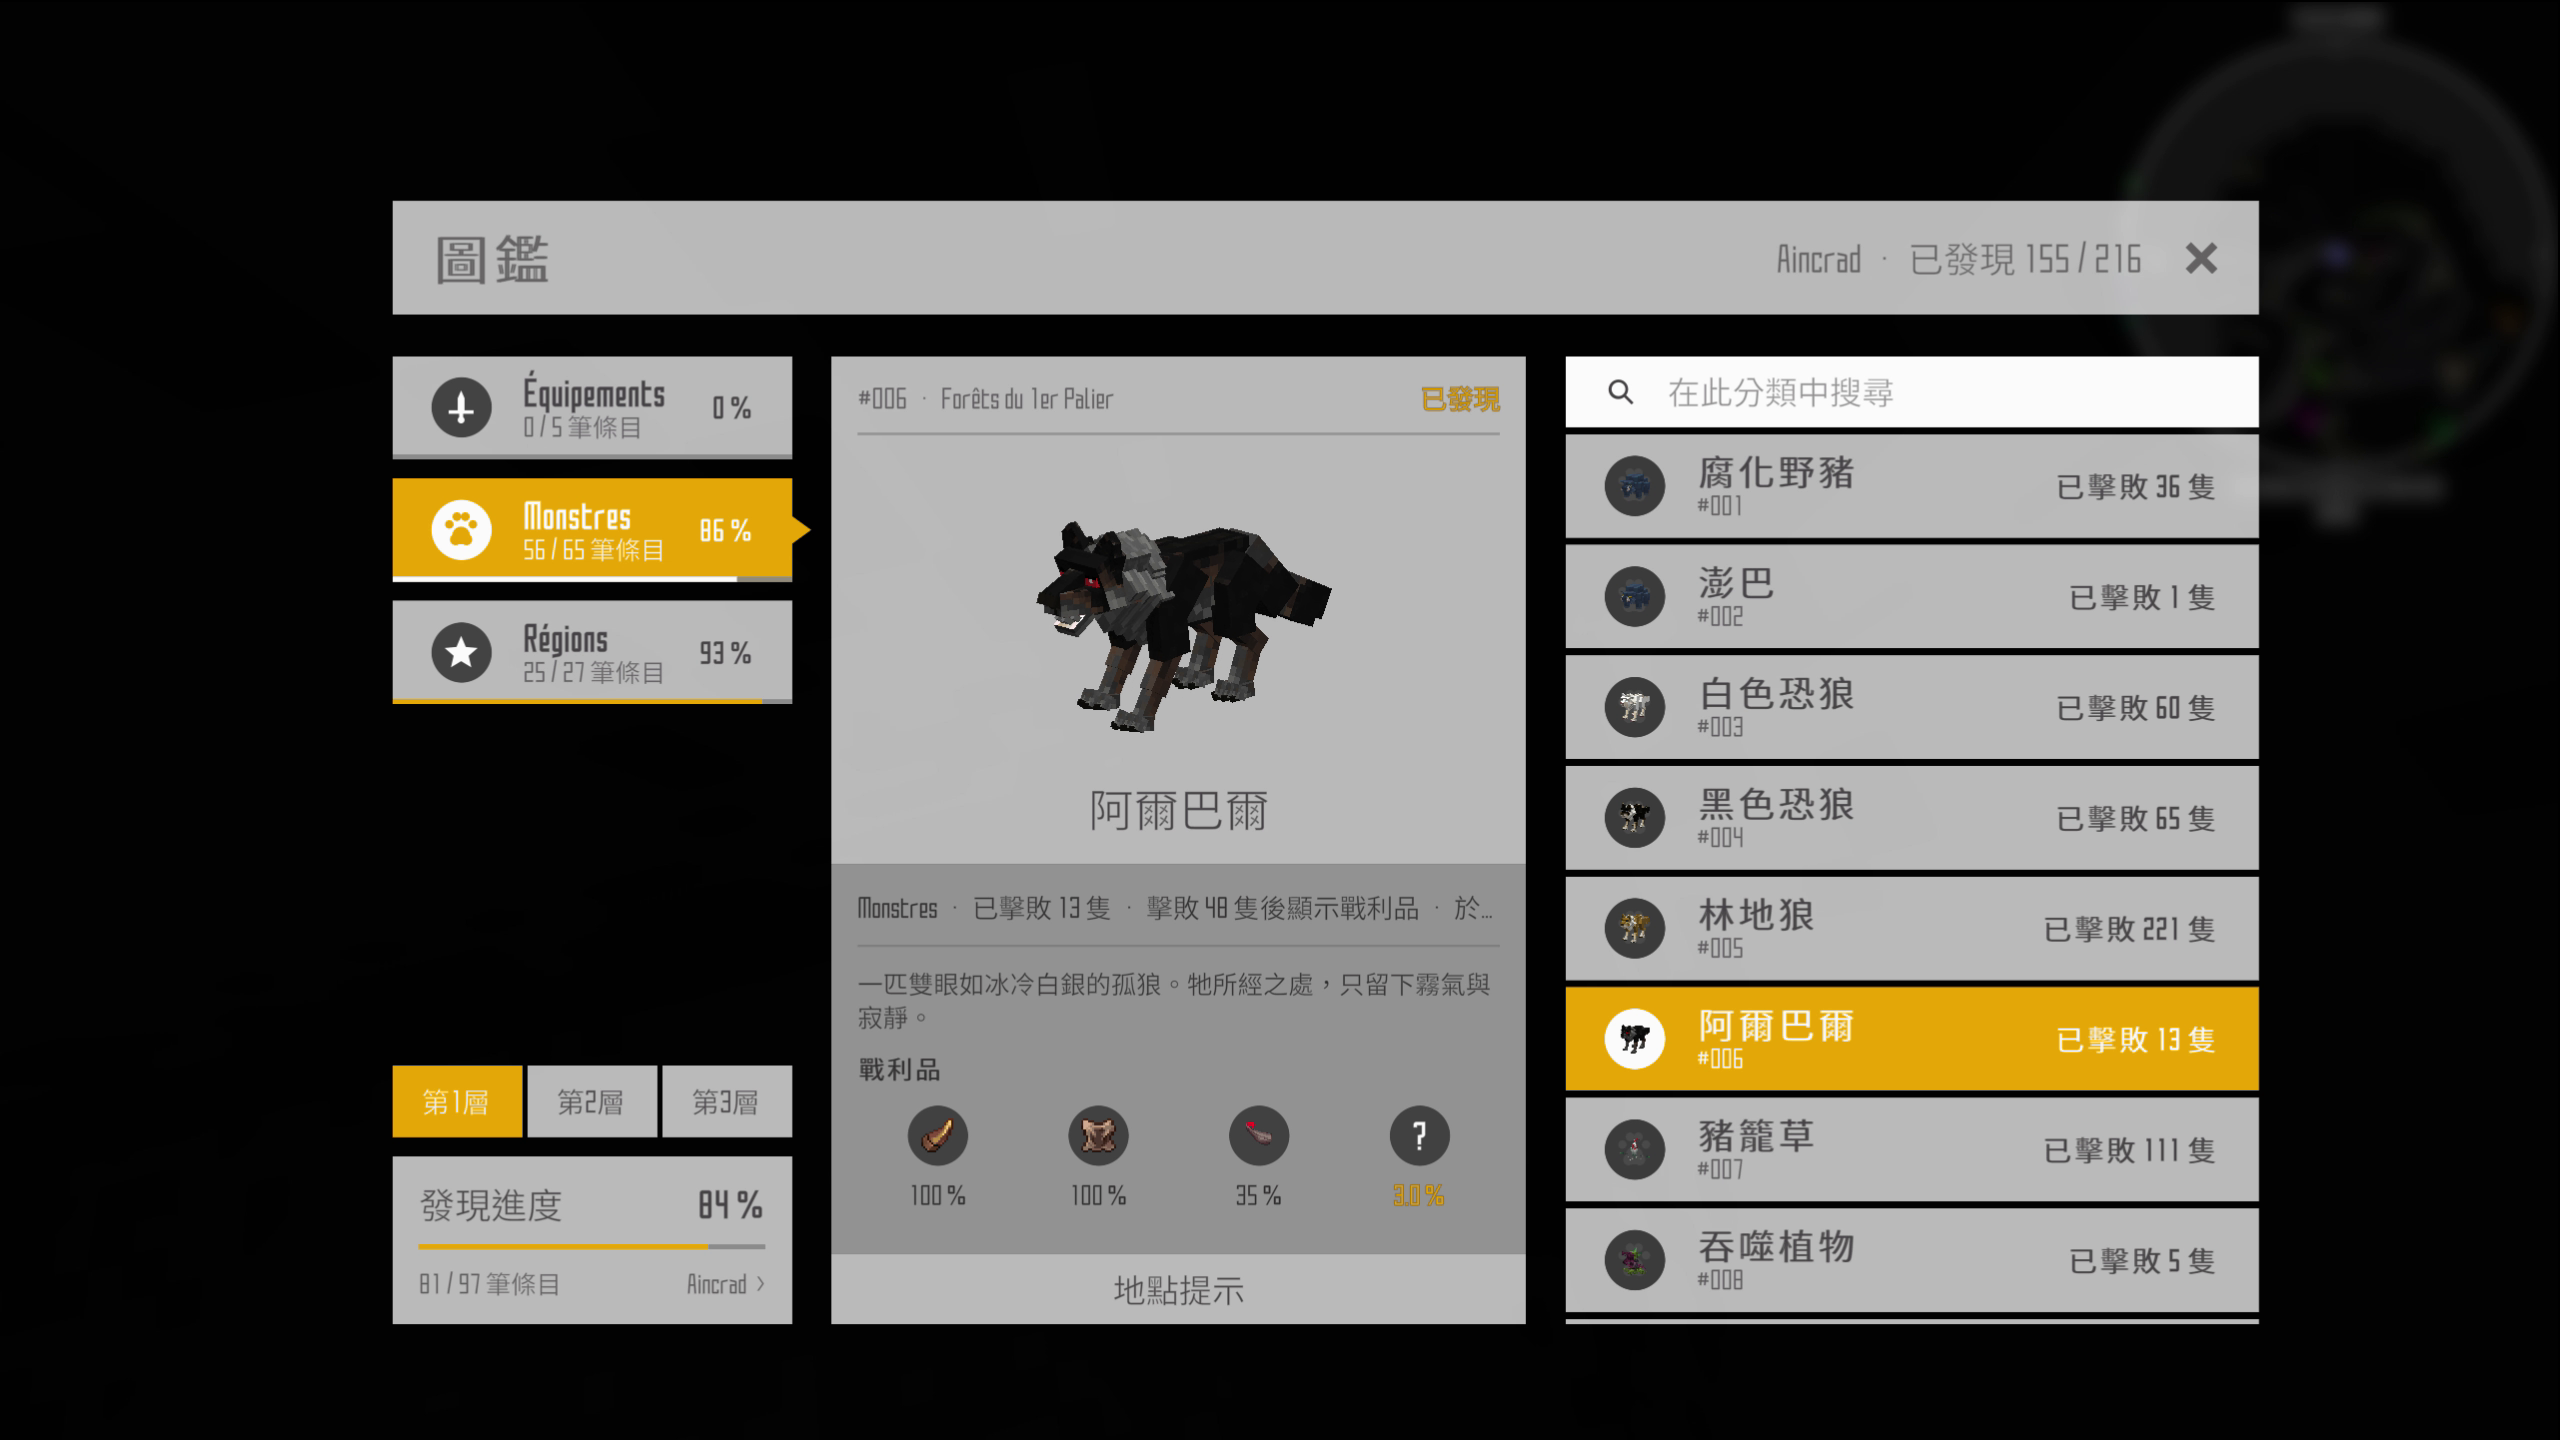 圖鑑
Aincrad · 已發現 155 / 216
Équipements
0 / 5 筆條目
0 %
Monstres
56 / 65 筆條目
86 %
Régions
25 / 27 筆條目
93 %
第1層
第2層
第3層
發現進度
84 %
81 / 97 筆條目
Aincrad >
#006 · Forêts du 1er Palier
已發現
阿爾巴爾
Monstres · 已擊敗 13 隻 · 擊敗 48 隻後顯示戰利品 · 於...
一匹雙眼如冰冷白銀的孤狼。牠所經之處，只留下霧氣與
寂靜。
戰利品
?
100 %
100 %
35 %
3.0 %
地點提示
在此分類中搜尋
腐化野豬
#001
已擊敗 36 隻
澎巴
#002
已擊敗 1 隻
白色恐狼
#003
已擊敗 60 隻
黑色恐狼
#004
已擊敗 65 隻
林地狼
#005
已擊敗 221 隻
阿爾巴爾
#006
已擊敗 13 隻
豬籠草
#007
已擊敗 111 隻
吞噬植物
#008
已擊敗 5 隻